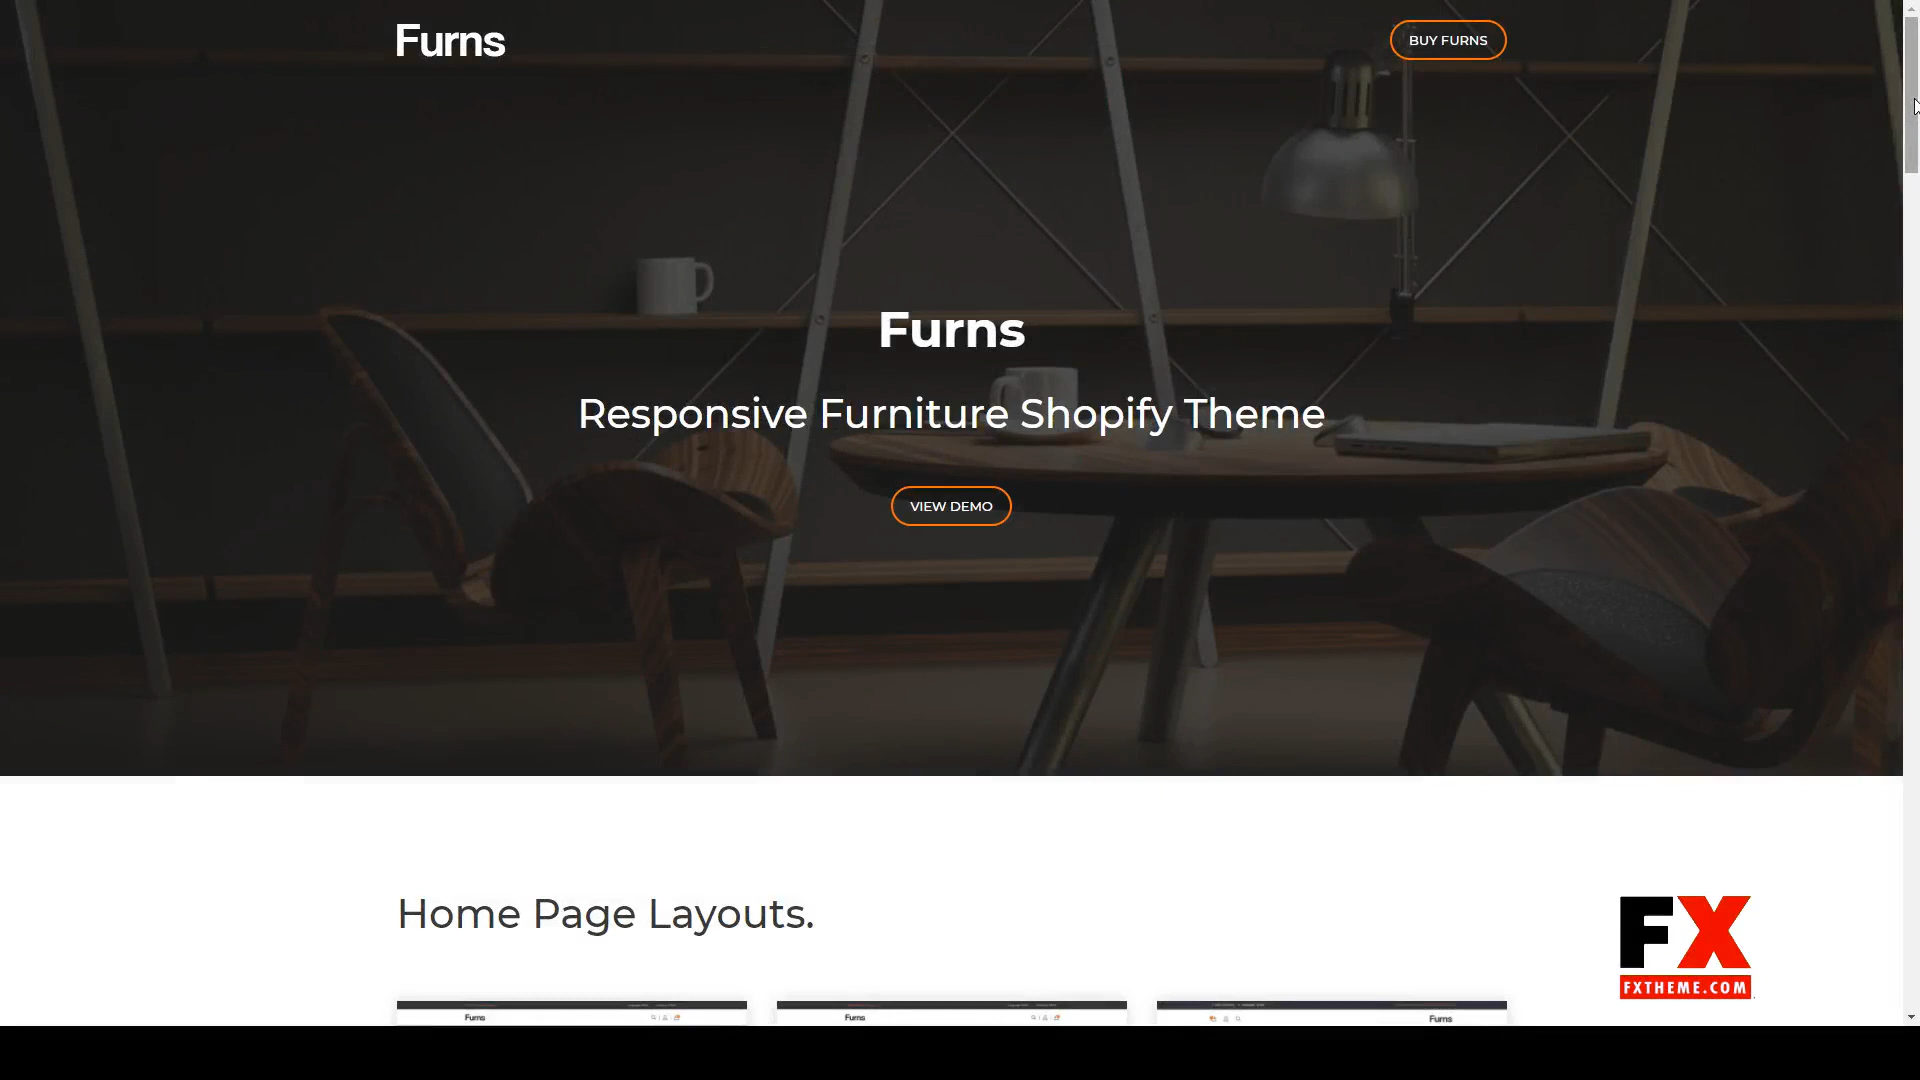 Furns
BUY FURNS
Furns
Responsive Furniture Shopify Theme
VIEW DEMO
Home Page Layouts.
FX
FXTHEME.COM
Furns
Furns
Furns